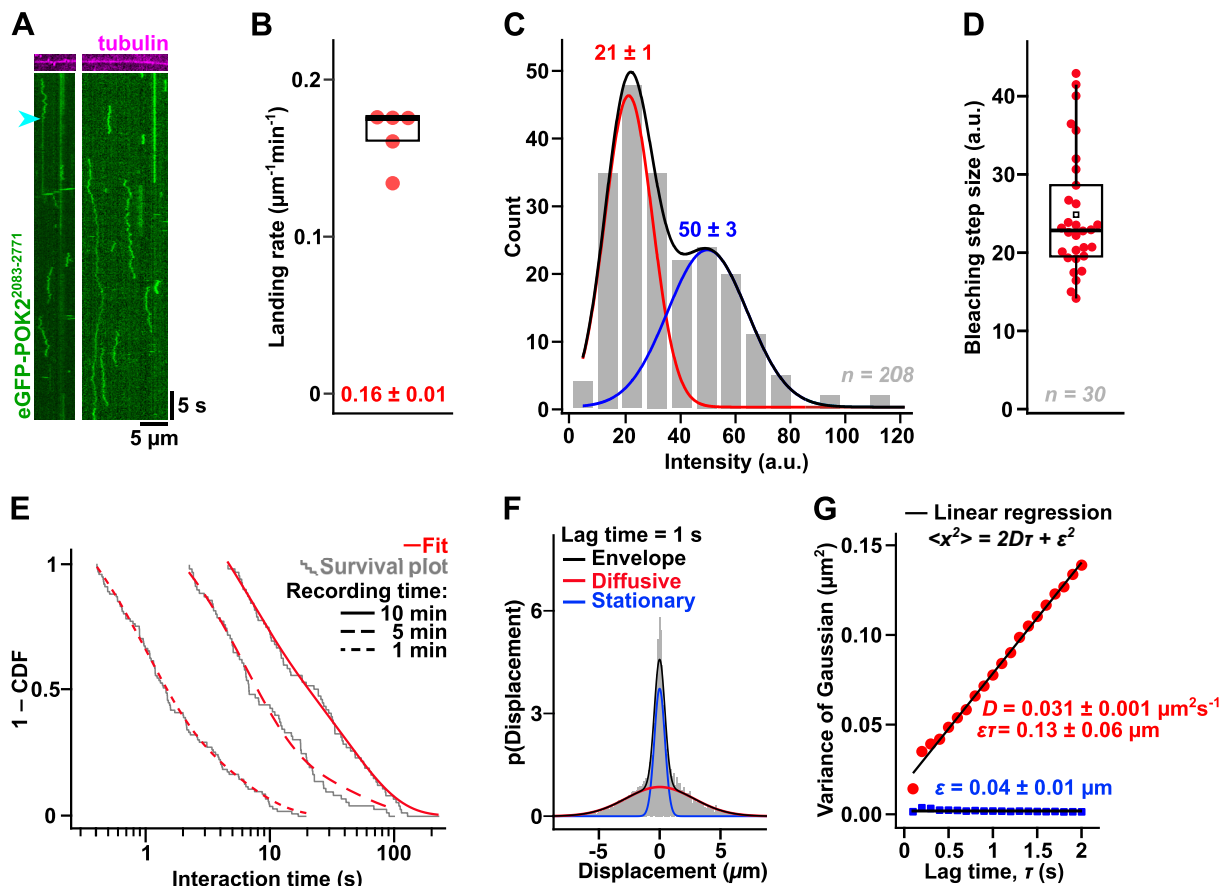 A
tubulin
eGFP-POK2²⁰⁸³⁻²⁷⁷¹
5 s
5 µm
B
Landing rate (µm⁻¹min⁻¹)
0.2
0.1
0
0.16 ± 0.01
C
Count
50
40
30
20
10
0
21 ± 1
50 ± 3
n = 208
0 20 40 60 80 100 120
Intensity (a.u.)
D
Bleaching step size (a.u.)
40
30
20
10
0
n = 30
E
1 – CDF
1
0.5
0
Fit
Survival plot
Recording time:
10 min
5 min
1 min
1 10 100
Interaction time (s)
F
Lag time = 1 s
Envelope
Diffusive
Stationary
p(Displacement)
6
3
0
-5 0 5
Displacement (µm)
G
Linear regression
<x²> = 2Dτ + ε²
Variance of Gaussian (µm²)
0.15
0.10
0.05
0.00
D = 0.031 ± 0.001 µm²s⁻¹
ετ= 0.13 ± 0.06 µm
ε = 0.04 ± 0.01 µm
0 0.5 1 1.5 2
Lag time, τ (s)